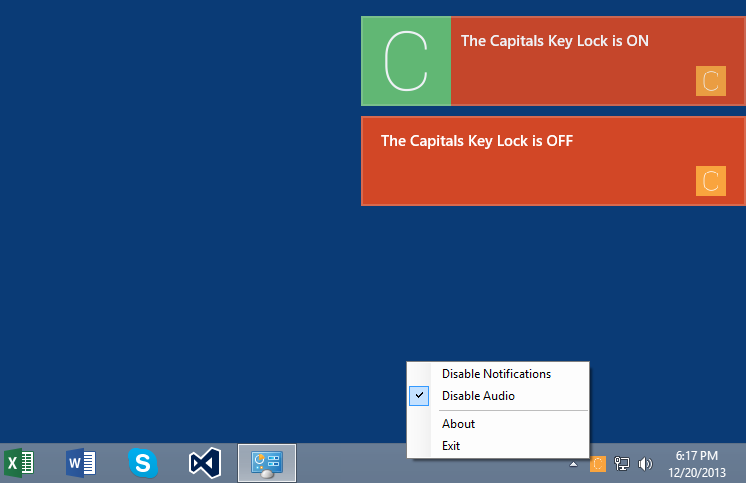 C
The Capitals Key Lock is ON
C
The Capitals Key Lock is OFF
C
Disable Notifications
Disable Audio
About
Exit
X
W
S
C
6:17 PM
12/20/2013